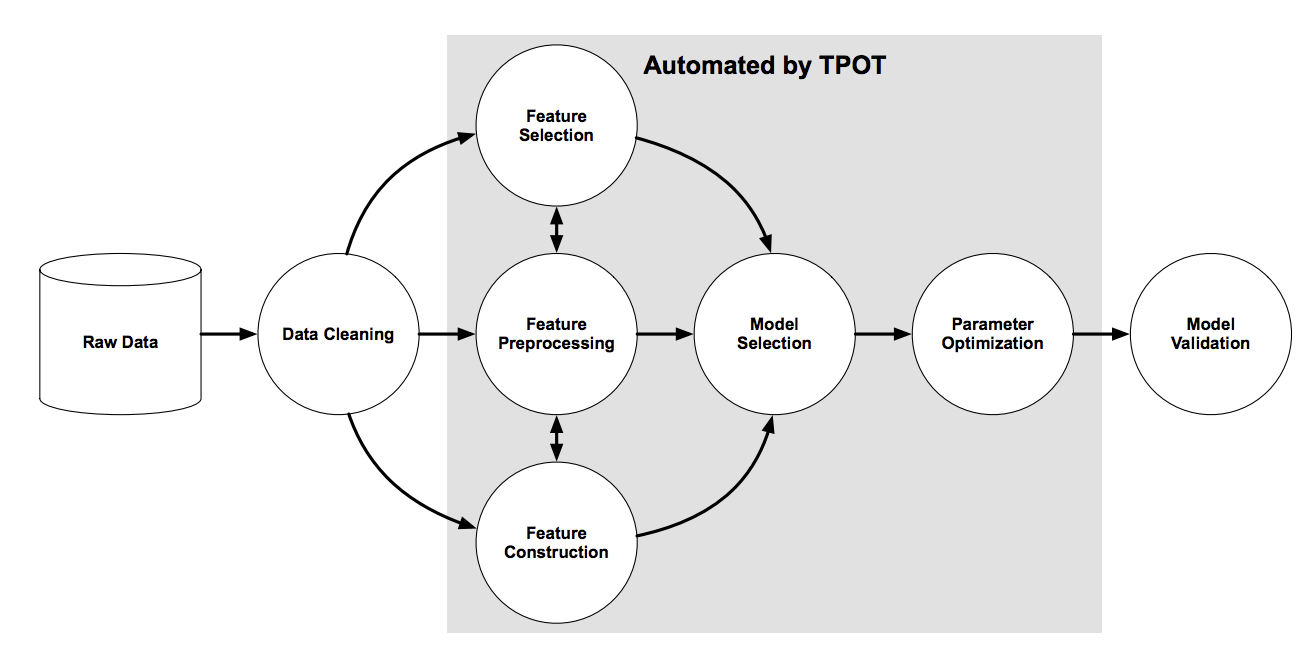 Automated by TPOT
Feature
Selection
Raw Data
Data Cleaning
Feature
Preprocessing
Model
Selection
Parameter
Optimization
Model
Validation
Feature
Construction